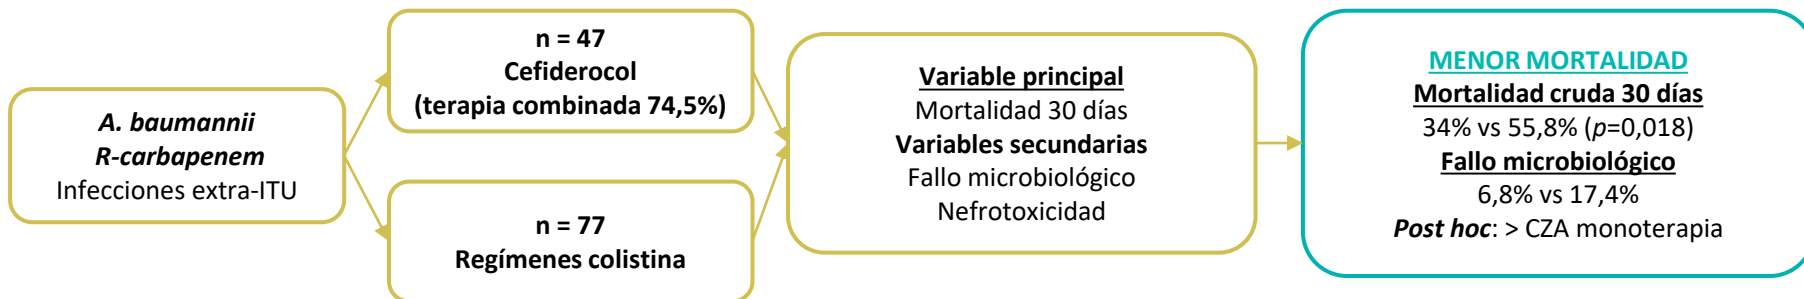 A. baumannii
R-carbapenem
Infecciones extra-ITU
n = 47
Cefiderocol
(terapia combinada 74,5%)
n = 77
Regímenes colistina
Variable principal
Mortalidad 30 días
Variables secundarias
Fallo microbiológico
Nefrotoxicidad
MENOR MORTALIDAD
Mortalidad cruda 30 días
34% vs 55,8% (p=0,018)
Fallo microbiológico
6,8% vs 17,4%
Post hoc: > CZA monoterapia